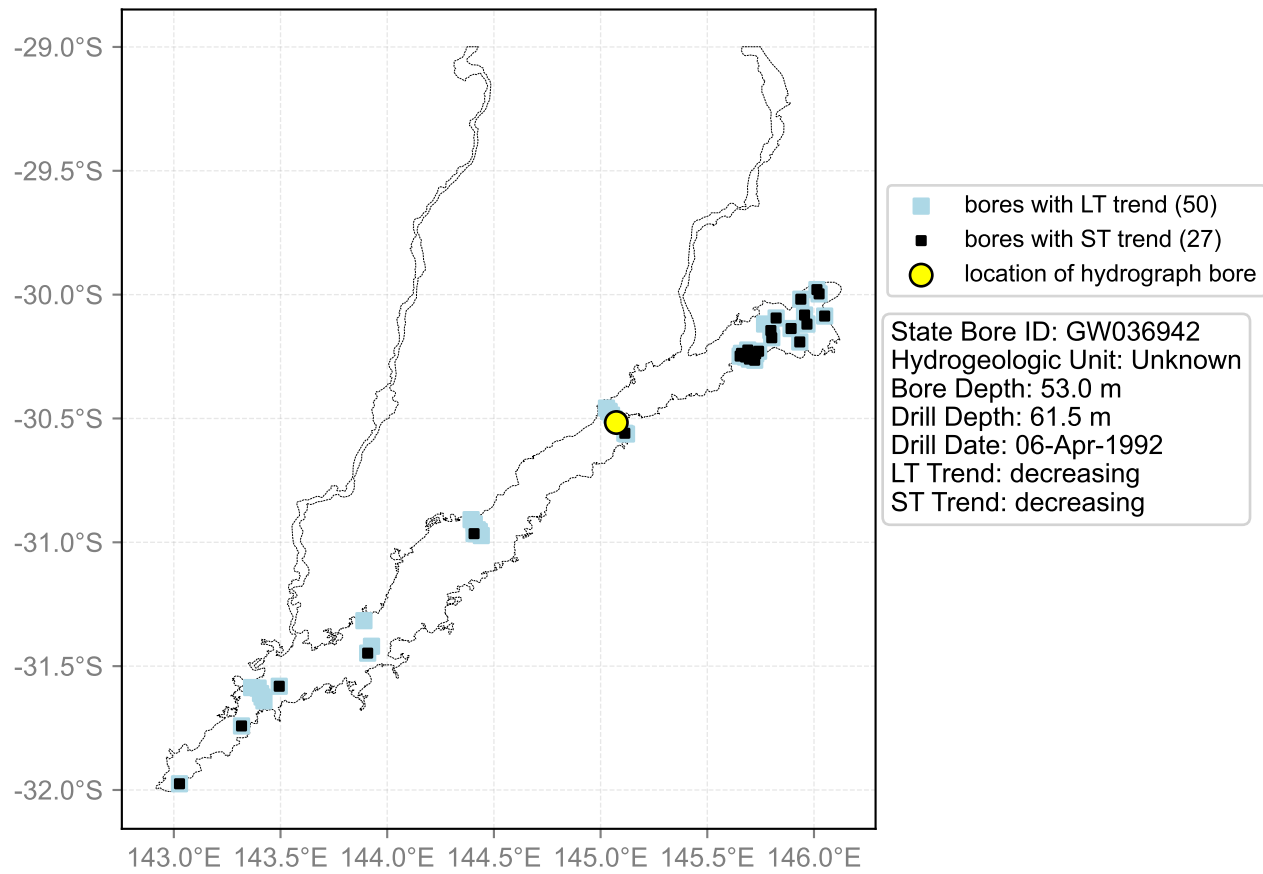 -29.0°S
-29.5°S
-30.0°S
-30.5°S
-31.0°S
-31.5°S
-32.0°S
143.0°E 143.5°E 144.0°E 144.5°E 145.0°E 145.5°E 146.0°E
bores with LT trend (50)
bores with ST trend (27)
location of hydrograph bore
State Bore ID: GW036942
Hydrogeologic Unit: Unknown
Bore Depth: 53.0 m
Drill Depth: 61.5 m
Drill Date: 06-Apr-1992
LT Trend: decreasing
ST Trend: decreasing